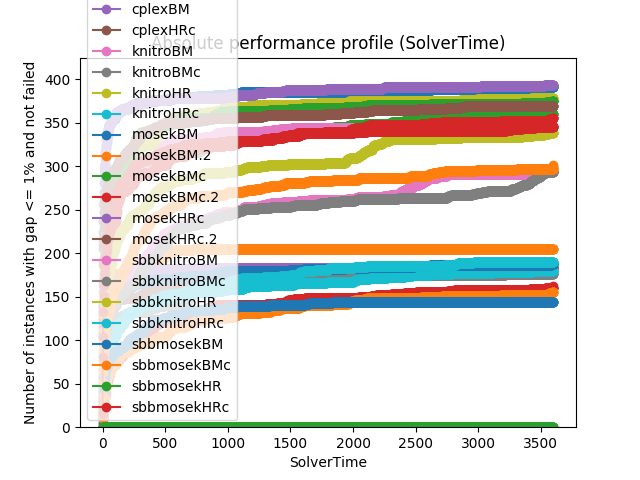 Absolute performance profile (SolverTime)
Number of instances with gap <= 1% and not failed
400
350
300
250
200
150
100
50
0
cplexBM
cplexHRc
knitroBM
knitroBMc
knitroHR
knitroHRc
mosekBM
mosekBM.2
mosekBMc
mosekBMc.2
mosekHRc
mosekHRc.2
sbbknitroBM
sbbknitroBMc
sbbknitroHR
sbbknitroHRc
sbbmosekBM
sbbmosekBMc
sbbmosekHR
sbbmosekHRc
0 500 1000 1500 2000 2500 3000 3500
SolverTime